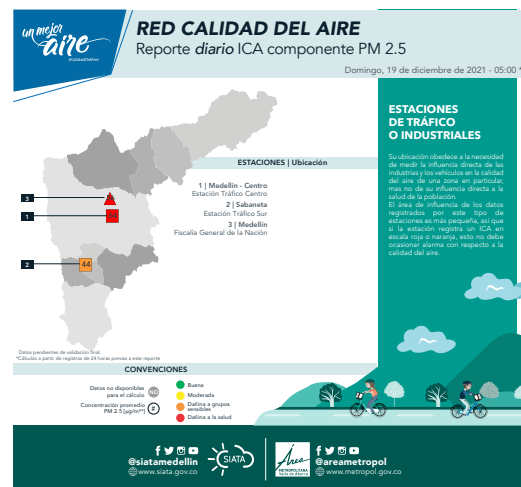 un mejor
aire
#CalidadDelAire
RED CALIDAD DEL AIRE
Reporte diario ICA componente PM 2.5
Domingo, 19 de diciembre de 2021 - 05:00 *
ESTACIONES
DE TRÁFICO
O INDUSTRIALES
Su ubicación obedece a la necesidad
de medir la influencia directa de las
industrias y los vehículos en la calidad
del aire de una zona en particular,
mas no de su influencia directa a la
salud de la población.
El área de influencia de los datos
registrados por este tipo de
estaciones es más pequeña, así que
si la estación registra un ICA en
escala roja o naranja, esto no debe
ocasionar alarma con respecto a la
calidad del aire.
ESTACIONES | Ubicación
1 | Medellín - Centro
Estación Tráfico Centro
2 | Sabaneta
Estación Tráfico Sur
3 | Medellín
Fiscalía General de la Nación
3
1
2
44
Datos pendientes de validación final.
*Cálculos a partir de registros de 24 horas previas a este reporte
CONVENCIONES
Datos no disponibles
para el cálculo
Concentración promedio
PM 2.5 [µg/m³]
#
Buena
Moderada
Dañina a grupos
sensibles
Dañina a la salud
@siatamedellin
www.siata.gov.co
SIATA
Área
METROPOLITANA
Valle de Aburrá
@areametropol
www.metropol.gov.co